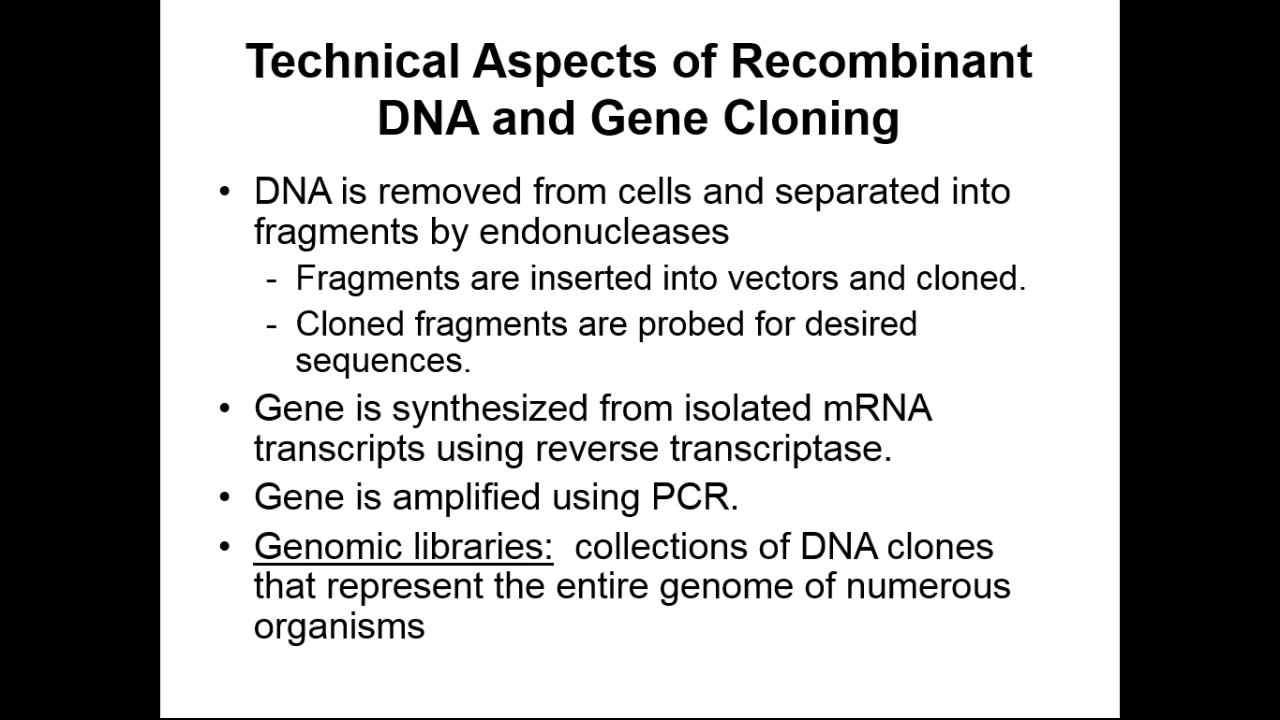 Technical Aspects of Recombinant
DNA and Gene Cloning
• DNA is removed from cells and separated into
fragments by endonucleases
- Fragments are inserted into vectors and cloned.
- Cloned fragments are probed for desired
sequences.
• Gene is synthesized from isolated mRNA
transcripts using reverse transcriptase.
• Gene is amplified using PCR.
• Genomic libraries: collections of DNA clones
that represent the entire genome of numerous
organisms